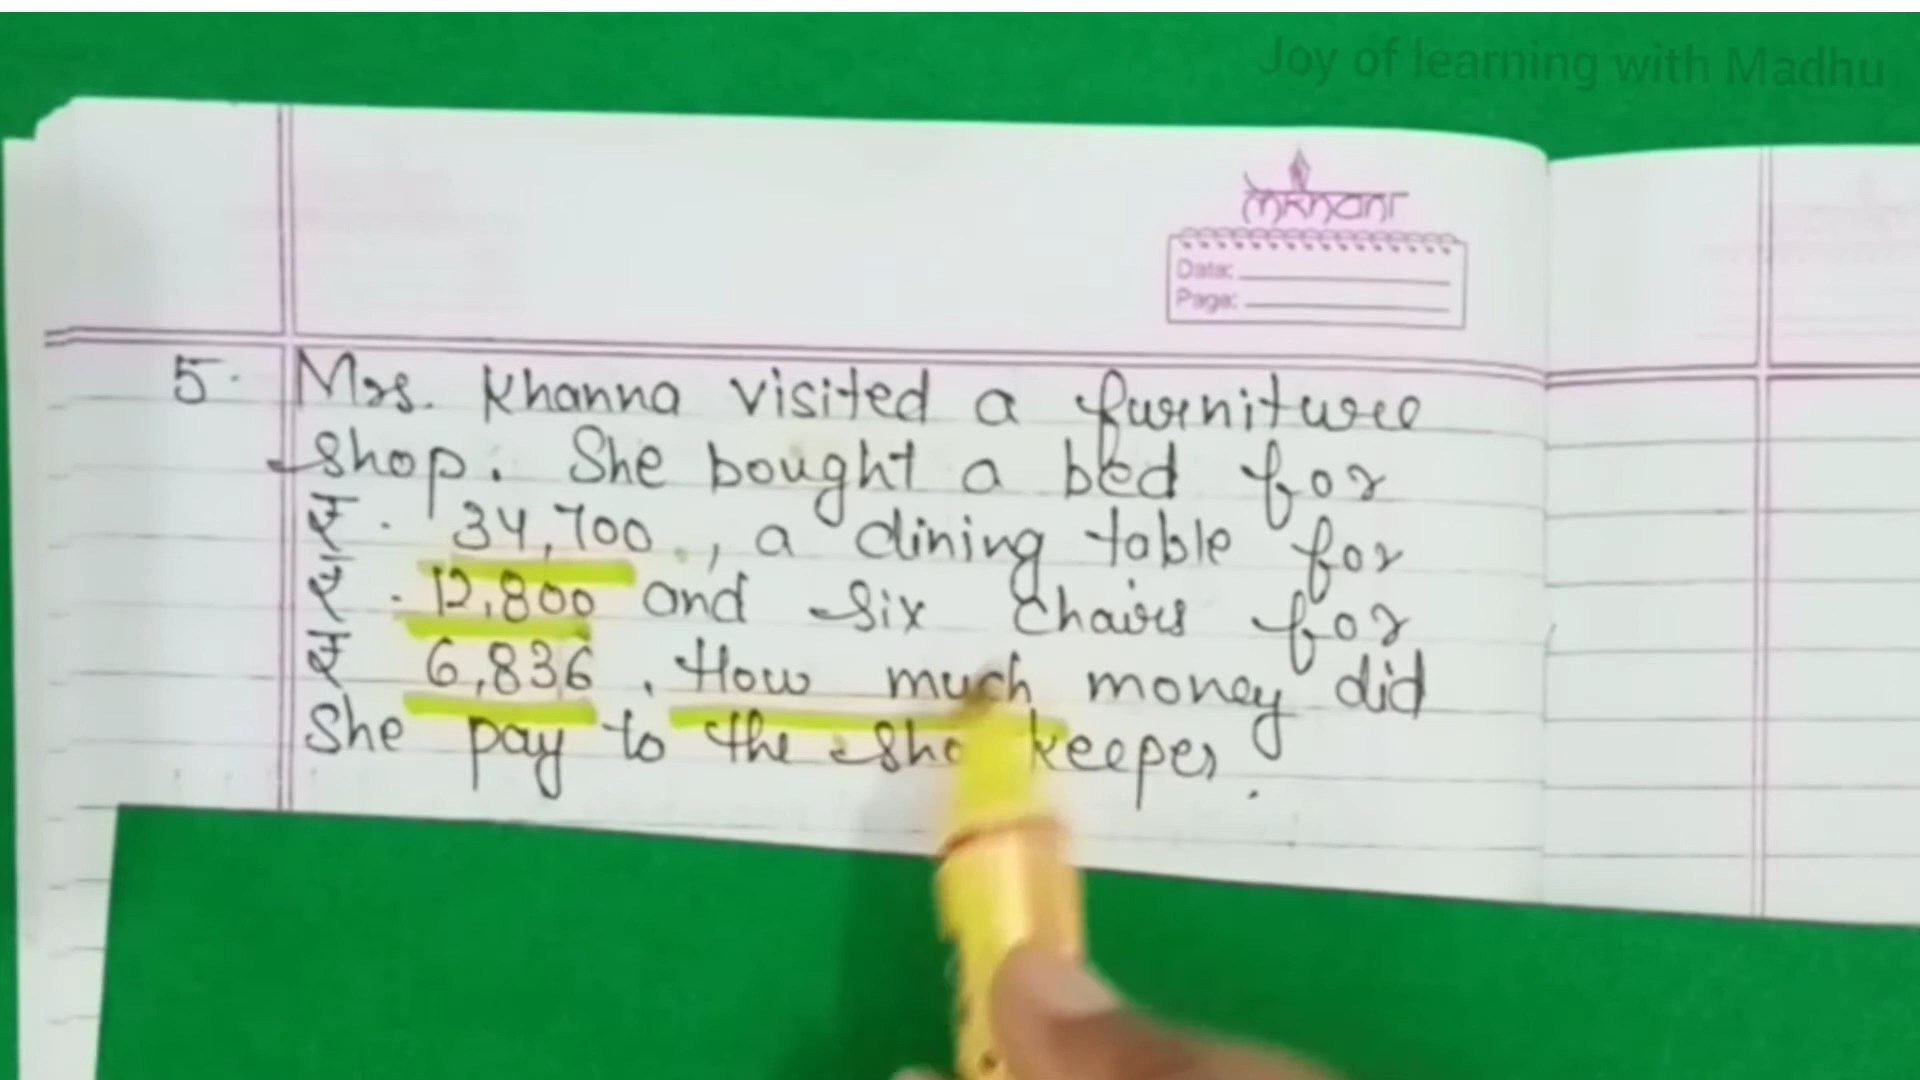 Joy of learning with Madhu
Mkhani
Date:
Page:
5. Mrs. Khanna visited a furniture
shop. She bought a bed for
₹. 34,700, a dining table for
₹. 12,800 and six chairs for
₹ 6,836. How much money did
She pay to the keeper.